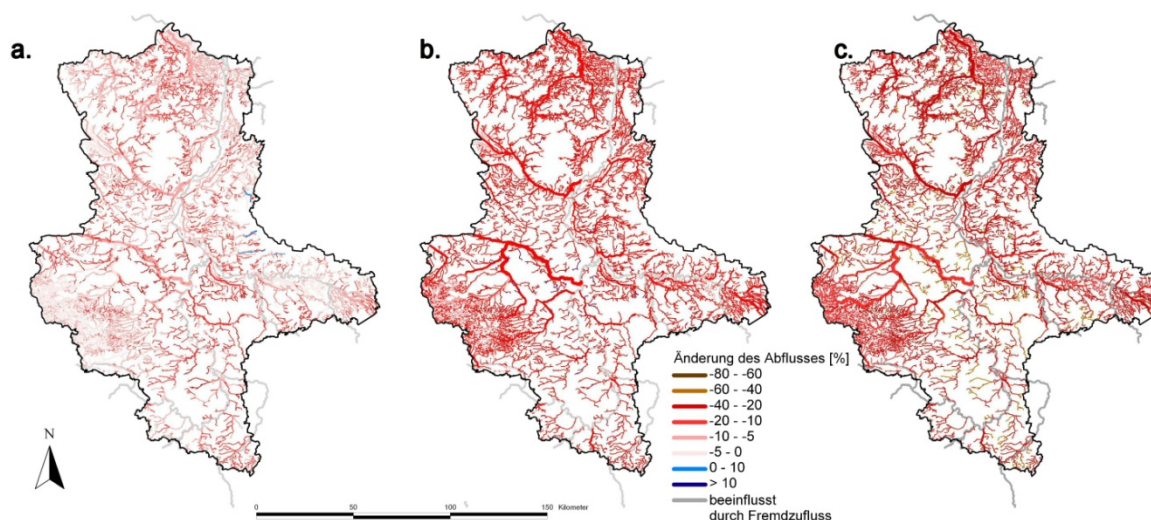 a.
b.
c.
Änderung des Abflusses [%]
-80 - -60
-60 - -40
-40 - -20
-20 - -10
-10 - -5
-5 - 0
0 - 10
> 10
beeinflusst
durch Fremdzufluss
N
0 50 100 150 Kilometer